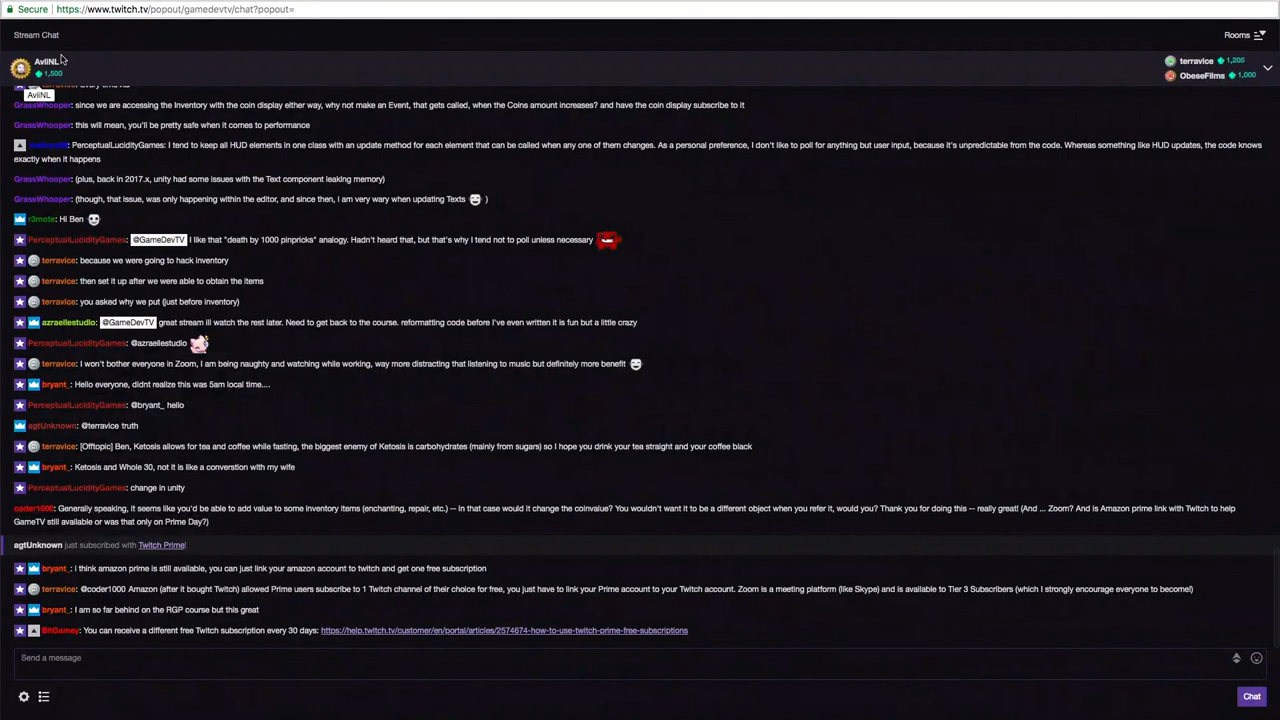 Secure https://www.twitch.tv/popout/gamedevtv/chat?popout=
Stream Chat
Rooms
AviiNL
1,500
terravice 1,205
ObeseFilms 1,000
AviiNL
GrassWhooper: since we are accessing the Inventory with the coin display either way, why not make an Event, that gets called, when the Coins amount increases? and have the coin display subscribe to it
GrassWhooper: this will mean, you'll be pretty safe when it comes to performance
PerceptualLucidityGames: I tend to keep all HUD elements in one class with an update method for each element that can be called when any one of them changes. As a personal preference, I don't like to poll for anything but user input, because it's unpredictable from the code. Whereas something like HUD updates, the code knows
exactly when it happens
GrassWhooper: (plus, back in 2017.x, unity had some issues with the Text component leaking memory)
GrassWhooper: (though, that issue, was only happening within the editor, and since then, i am very wary when updating Texts )
r3mote: Hi Ben
PerceptualLucidityGames: @GameDevTV I like that "death by 1000 pinpricks" analogy. Hadn't heard that, but that's why I tend not to poll unless necessary
terravice: because we were going to hack inventory
terravice: then set it up after we were able to obtain the items
terravice: you asked why we put (just before inventory)
azraellestudio: @GameDevTV great stream ill watch the rest later. Need to get back to the course. reformatting code before I've even written it is fun but a little crazy
PerceptualLucidityGames: @azraellestudio
terravice: I won't bother everyone in Zoom, I am being naughty and watching while working, way more distracting that listening to music but definitely more benefit
bryant_: Hello everyone, didnt realize this was 5am local time....
PerceptualLucidityGames: @bryant_ hello
agtUnknown: @terravice truth
terravice: [Offtopic] Ben, Ketosis allows for tea and coffee while fasting, the biggest enemy of Ketosis is carbohydrates (mainly from sugars) so I hope you drink your tea straight and your coffee black
bryant_: Ketosis and Whole 30, not it is like a converstion with my wife
PerceptualLucidityGames: change in unity
coder1000: Generally speaking, it seems like you'd be able to add value to some inventory items (enchanting, repair, etc.) -- in that case would it change the coinvalue? You wouldn't want it to be a different object when you refer it, would you? Thank you for doing this -- really great! (And ... Zoom? And is Amazon prime link with Twitch to help
GameTV still available or was that only on Prime Day?)
agtUnknown just subscribed with Twitch Prime!
bryant_: I think amazon prime is still available, you can just link your amazon account to twitch and get one free subscription
terravice: @coder1000 Amazon (after it bought Twitch) allowed Prime users to subscribe to 1 Twitch channel of their choice for free, you just have to link your Prime account to your Twitch account. Zoom is a meeting platform (like Skype) and is available to Tier 3 Subscribers (which I strongly encourage everyone to become!)
bryant_: I am so far behind on the RGP course but this great
BitGamey: You can receive a different free Twitch subscription every 30 days: https://help.twitch.tv/customer/en/portal/articles/2574674-how-to-use-twitch-prime-free-subscriptions
Send a message
Chat